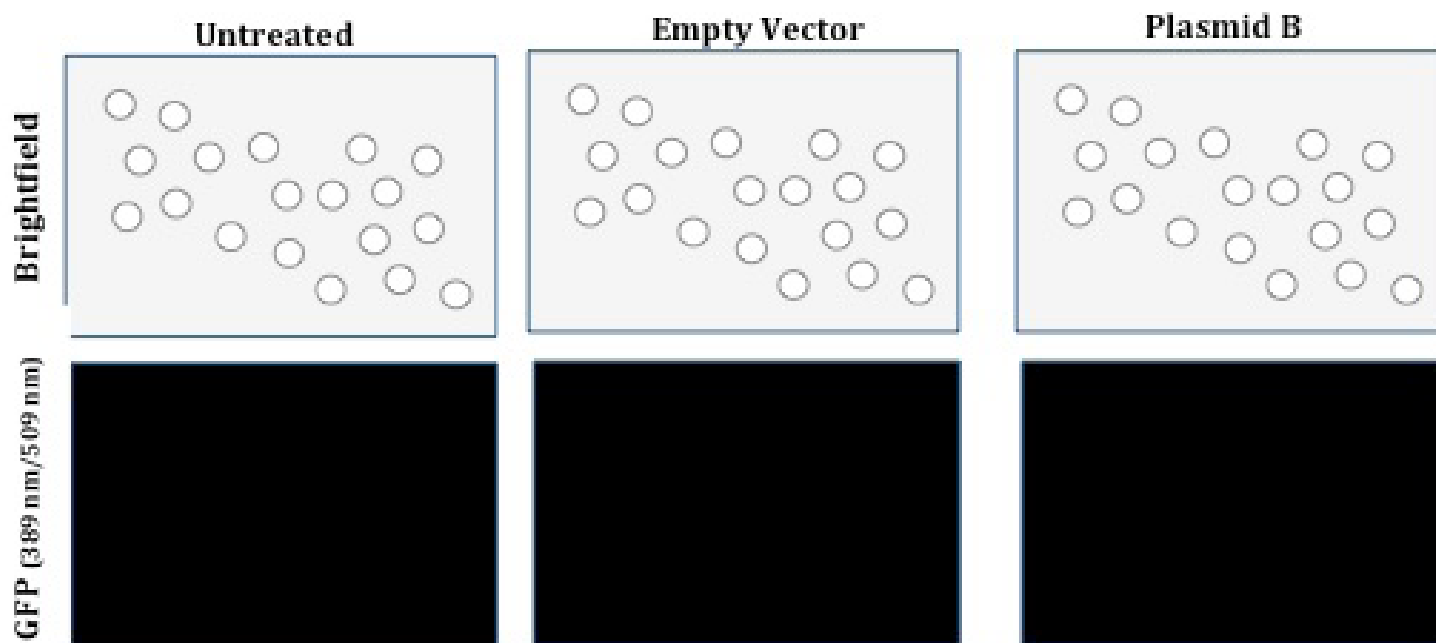 Untreated
Empty Vector
Plasmid B
Brightfield
GFP (389 nm/509 nm)